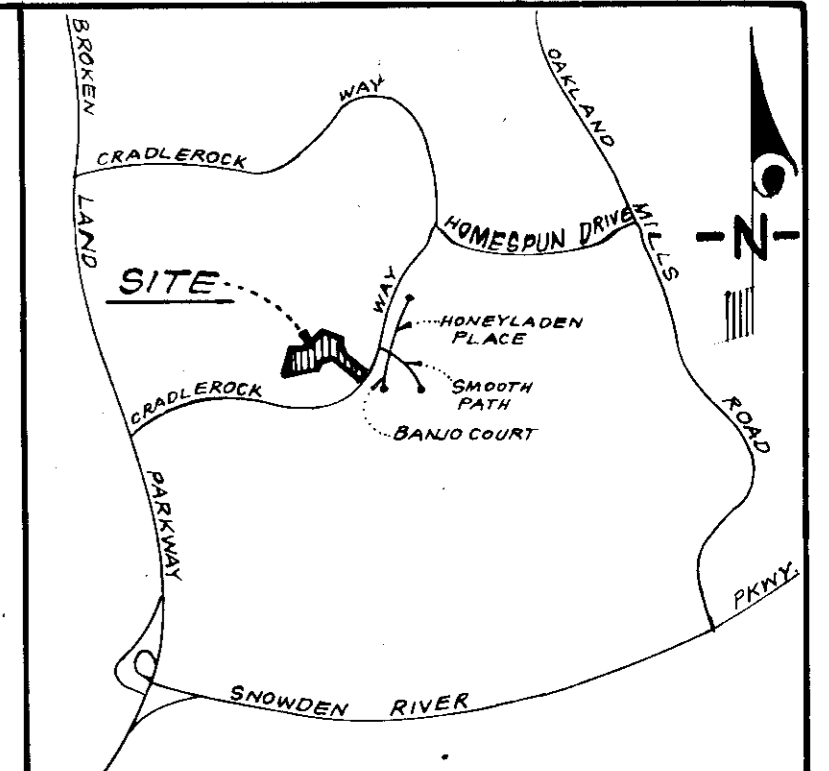 BROKEN LAND PARKWAY
OAKLAND MILLS ROAD
CRADLEROCK WAY
HOMESPUN DRIVE
-N-
SITE
WAY
HONEYLADEN
PLACE
SMOOTH
PATH
CRADLEROCK
BANJO COURT
SNOWDEN RIVER PKWY.